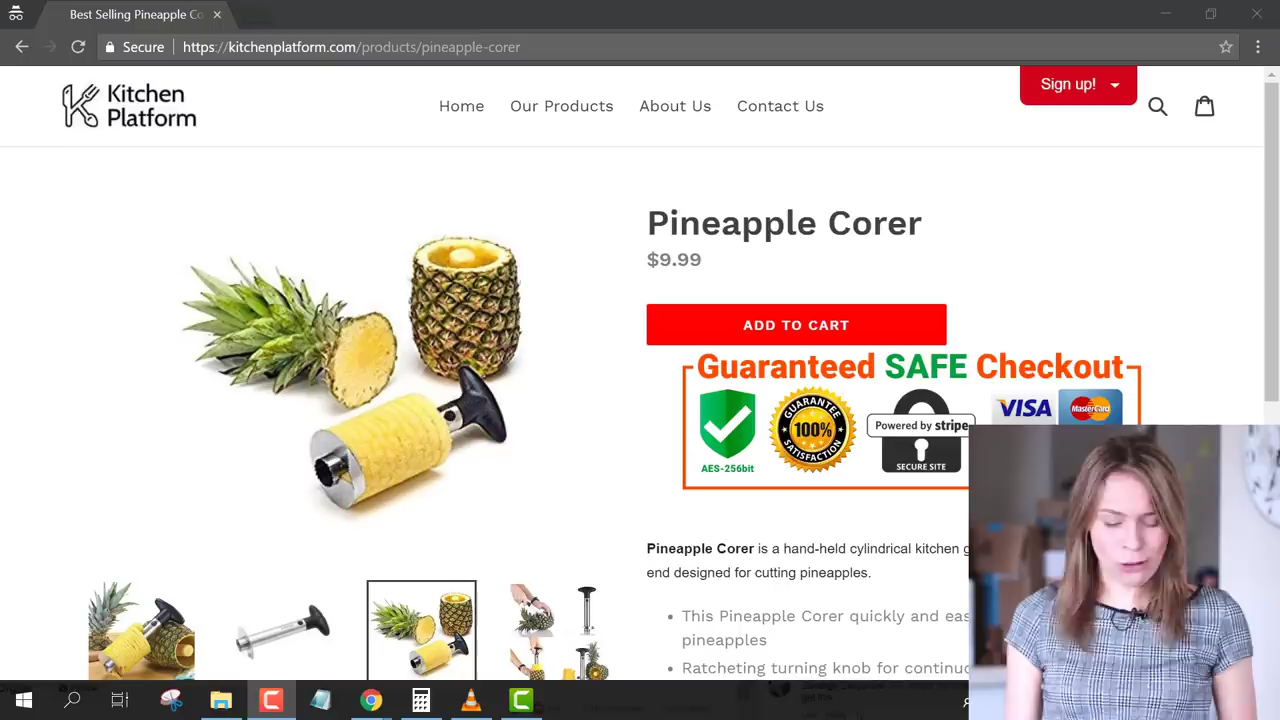 Best Selling Pineapple Co
Secure
https://kitchenplatform.com/products/pineapple-corer
Kitchen
Platform
Home
Our Products
About Us
Contact Us
Sign up!
Pineapple Corer
$9.99
ADD TO CART
Guaranteed SAFE Checkout
AES-256bit
GUARANTEE
100%
SATISFACTION
Powered by stripe
SECURE SITE
VISA
MasterCard
Pineapple Corer is a hand-held cylindrical kitchen g
end designed for cutting pineapples.
• This Pineapple Corer quickly and eas
pineapples
• Ratcheting turning knob for continuo